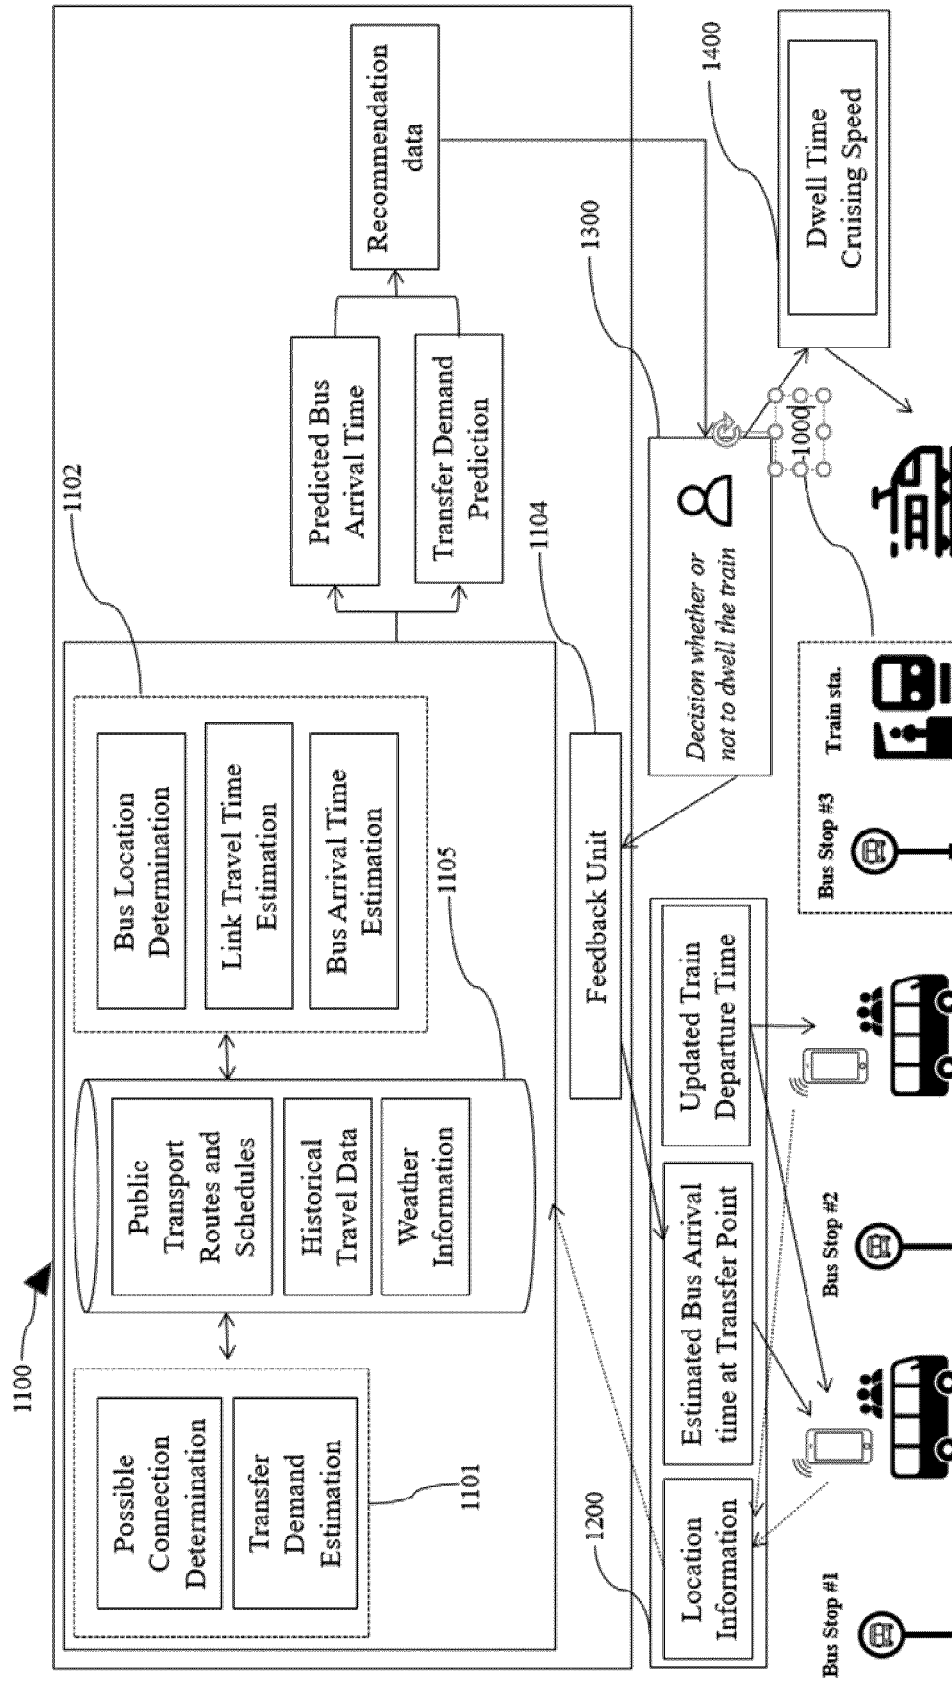 1100
Possible
Connection
Determination
Transfer
Demand
Estimation
1101
Public
Transport
Routes and
Schedules
Historical
Travel Data
Weather
Information
1105
Bus Location
Determination
Link Travel Time
Estimation
Bus Arrival Time
Estimation
1102
Predicted Bus
Arrival Time
Transfer Demand
Prediction
Recommendation
data
Feedback Unit
1104
1200
Location
Information
Estimated Bus Arrival
time at Transfer Point
Updated Train
Departure Time
Decision whether or
not to dwell the train
1300
1000
Dwell Time
Cruising Speed
1400
Bus Stop #1
Bus Stop #2
Bus Stop #3
Train sta.